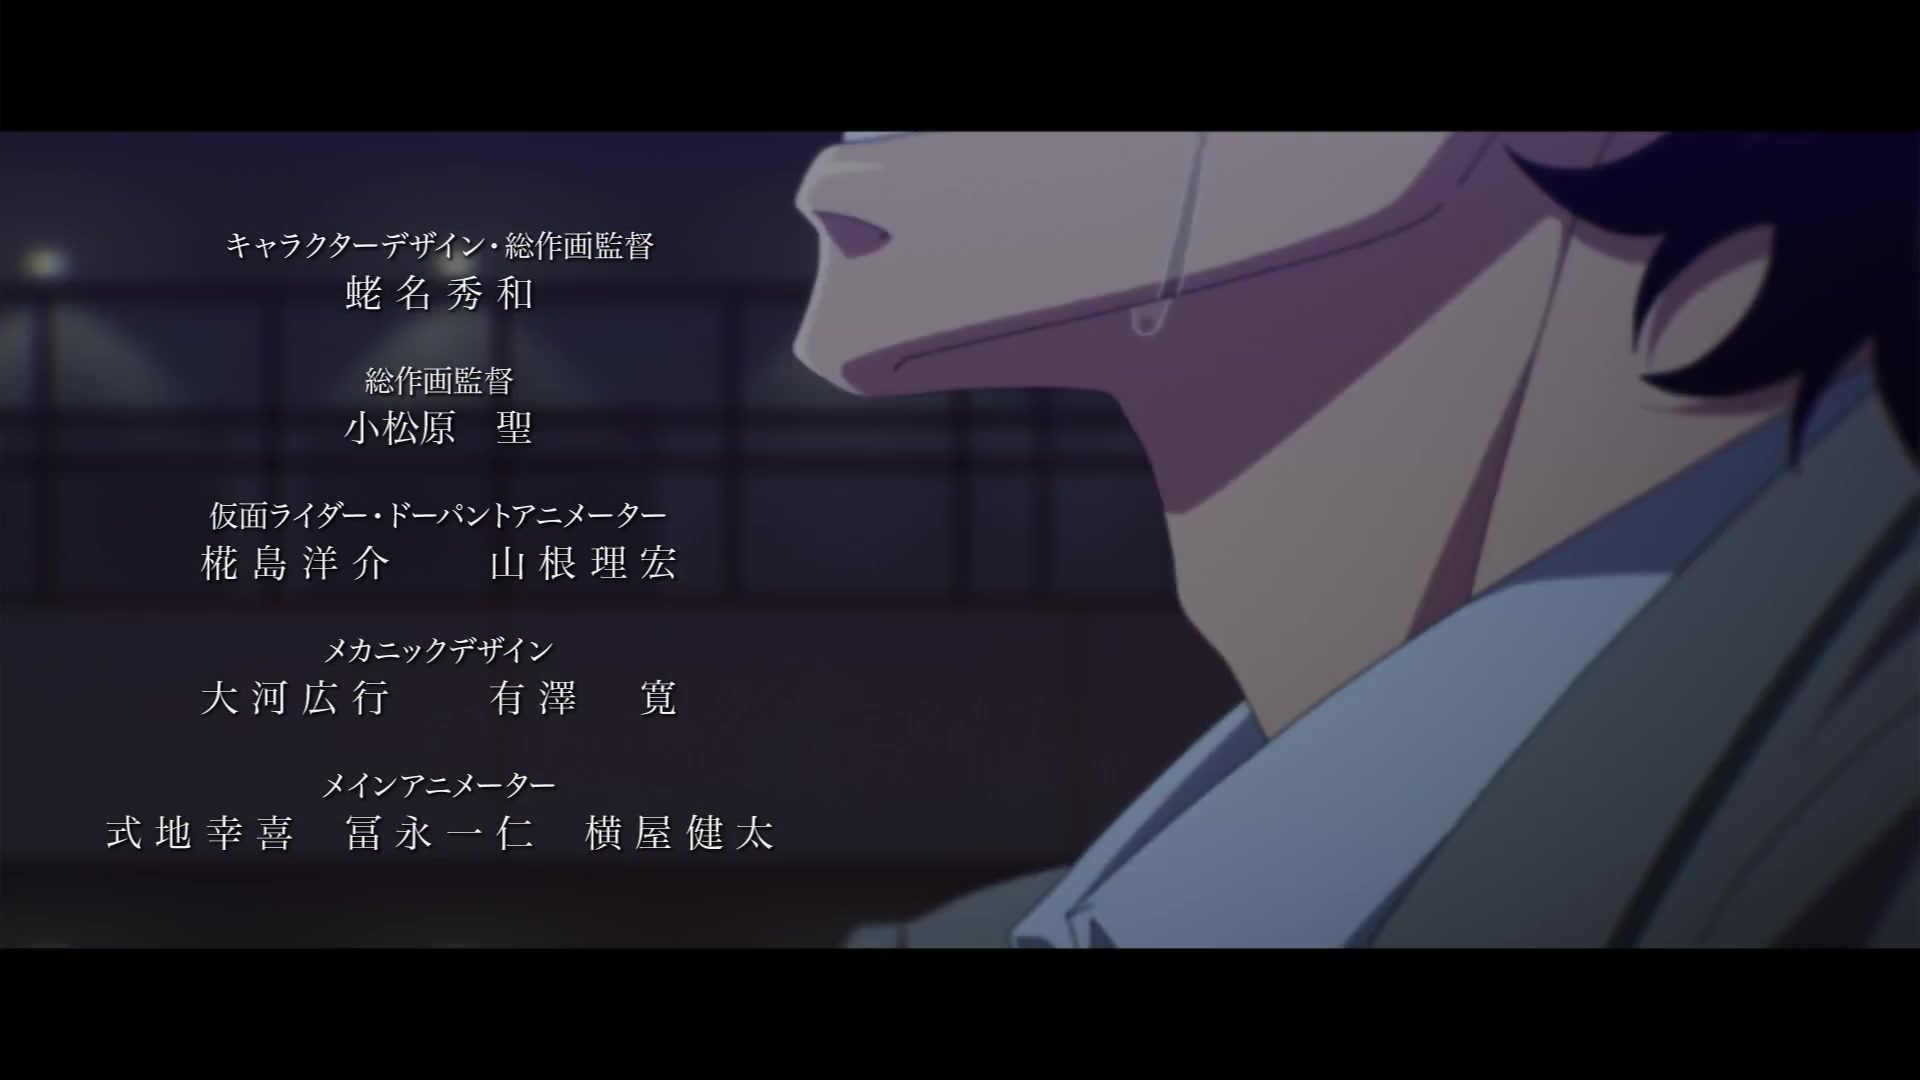 キャラクターデザイン・総作画監督
蛯名秀和
総作画監督
小松原　聖
仮面ライダー・ドーパントアニメーター
椛島洋介　山根理宏
メカニックデザイン
大河広行　有澤　寛
メインアニメーター
式地幸喜　冨永一仁　横屋健太